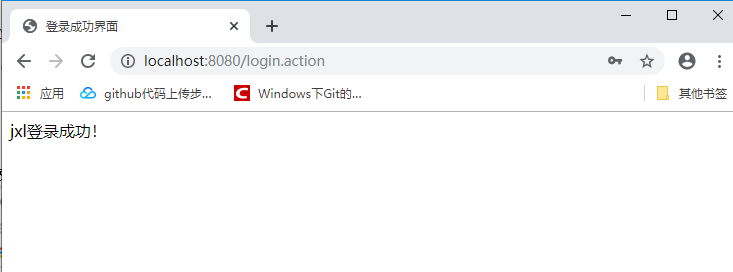 登录成功界面
localhost:8080/login.action
应用 github代码上传步... Windows下Git的... 其他书签
jxl登录成功!